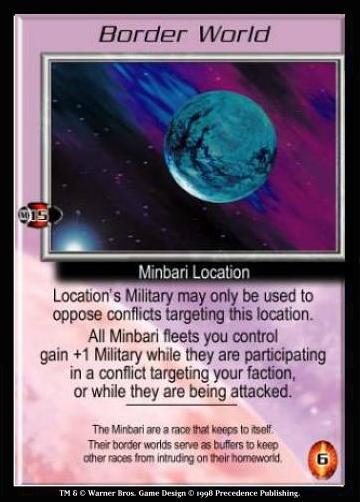 Border World
(M) 15
Minbari Location
Location's Military may only be used to
oppose conflicts targeting this location.
All Minbari fleets you control
gain +1 Military while they are participating
in a conflict targeting your faction,
or while they are being attacked.
The Minbari are a race that keeps to itself.
Their border worlds serve as buffers to keep
other races from intruding on their homeworld.
6
TM & © Warner Bros. Game Design © 1998 Precedence Publishing.